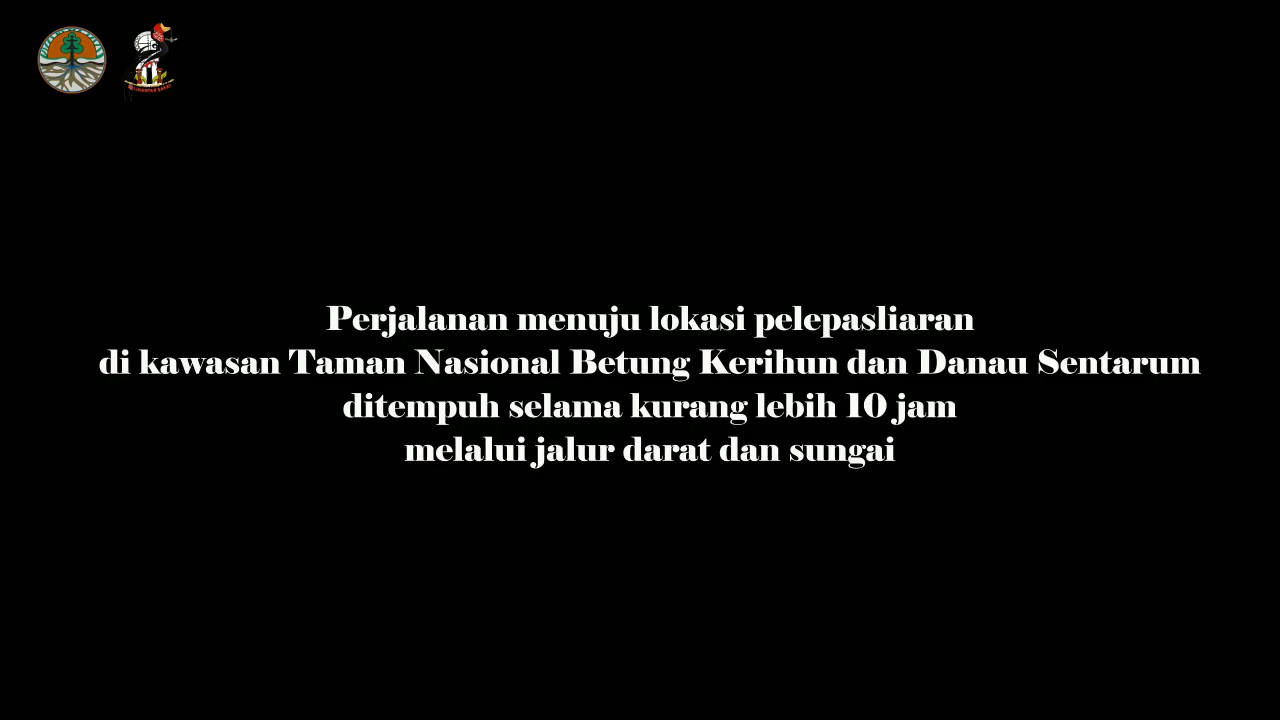 Perjalanan menuju lokasi pelepasliaran
di kawasan Taman Nasional Betung Kerihun dan Danau Sentarum
ditempuh selama kurang lebih 10 jam
melalui jalur darat dan sungai